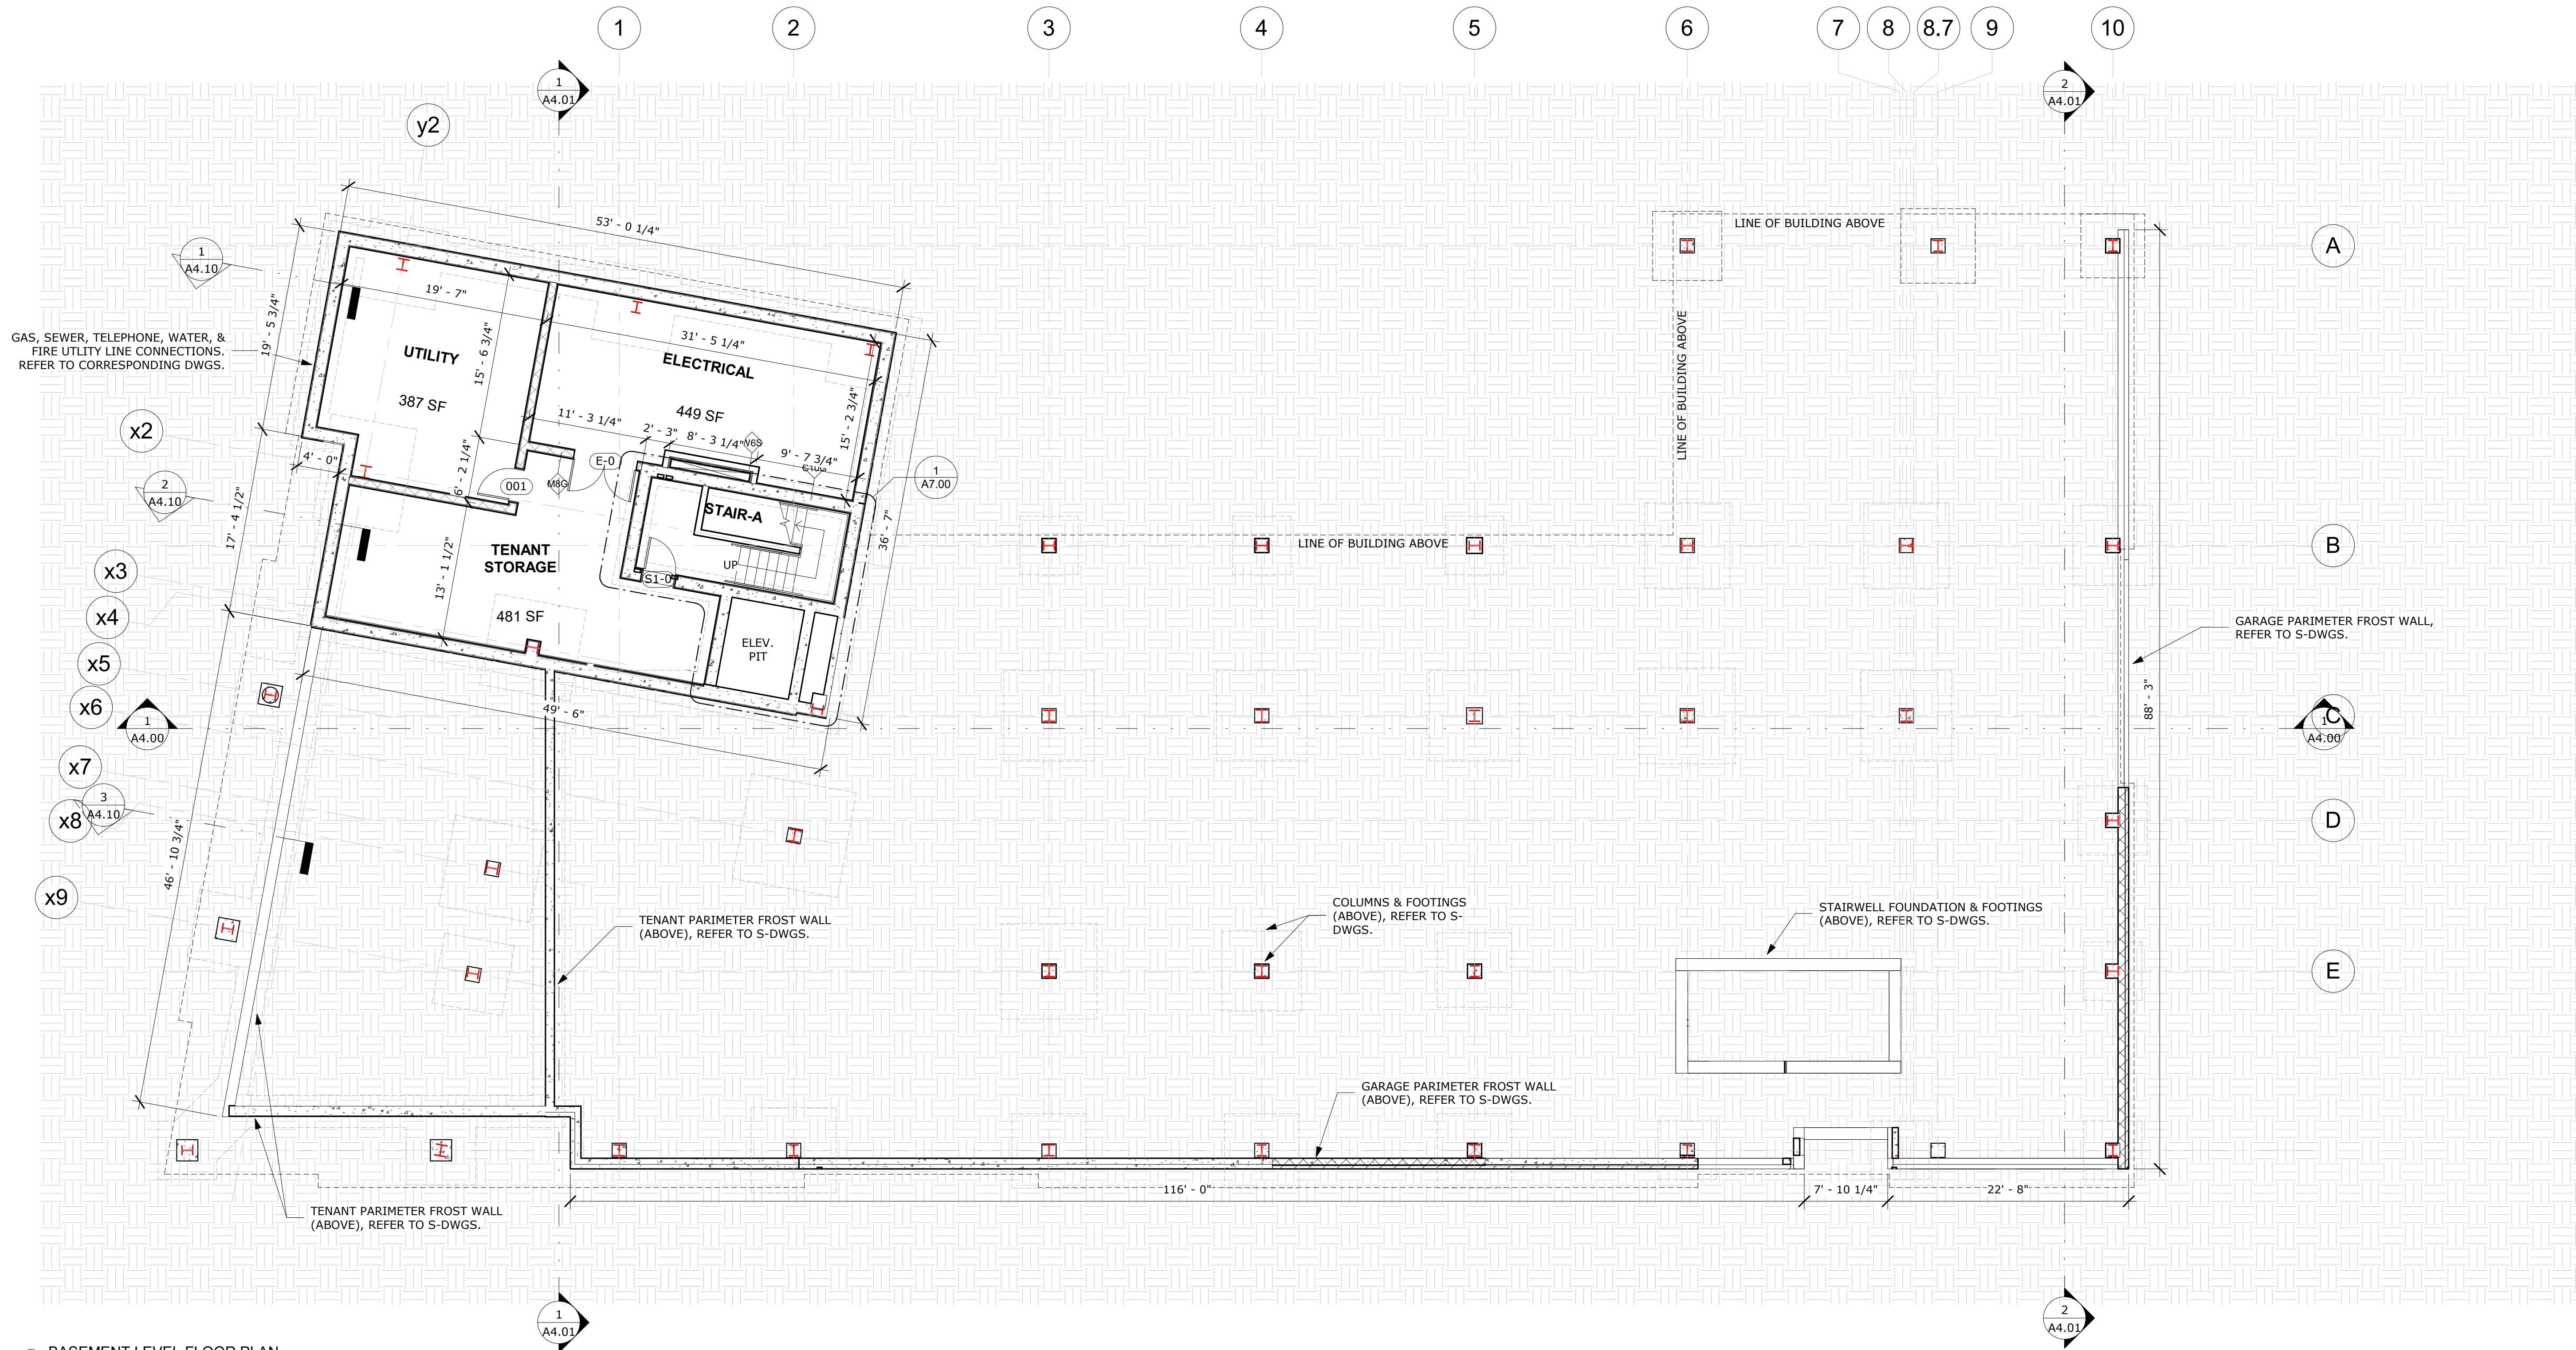 1
2
3
4
5
6
7
8
8.7
9
10
1
A4.01
2
A4.01
y2
53' - 0 1/4"
LINE OF BUILDING ABOVE
A
1
A4.10
19' - 5 3/4"
19' - 7"
31' - 5 1/4"
GAS, SEWER, TELEPHONE, WATER, &
FIRE UTLITY LINE CONNECTIONS.
REFER TO CORRESPONDING DWGS.
UTILITY
387 SF
15' - 6 3/4"
ELECTRICAL
449 SF
15' - 2 3/4"
LINE OF BUILDING ABOVE
x2
4' - 0"
6' - 2 1/4"
11' - 3 1/4"
2' - 3"
8' - 3 1/4"
9' - 7 3/4"
E-0
001
M8G
1
A7.00
2
A4.10
17' - 4 1/2"
STAIR-A
36' - 7"
TENANT
STORAGE
481 SF
13' - 1 1/2"
UP
S1-0
LINE OF BUILDING ABOVE
B
x3
x4
x5
x6
ELEV.
PIT
GARAGE PARIMETER FROST WALL,
REFER TO S-DWGS.
88' - 3"
49' - 6"
1
A4.00
C
1
A4.00
x7
3
A4.10
x8
D
46' - 10 3/4"
x9
TENANT PARIMETER FROST WALL
(ABOVE), REFER TO S-DWGS.
COLUMNS & FOOTINGS
(ABOVE), REFER TO S-
DWGS.
STAIRWELL FOUNDATION & FOOTINGS
(ABOVE), REFER TO S-DWGS.
E
GARAGE PARIMETER FROST WALL
(ABOVE), REFER TO S-DWGS.
116' - 0"
7' - 10 1/4"
22' - 8"
TENANT PARIMETER FROST WALL
(ABOVE), REFER TO S-DWGS.
1
A4.01
2
A4.01
BASEMENT LEVEL FLOOR PLAN